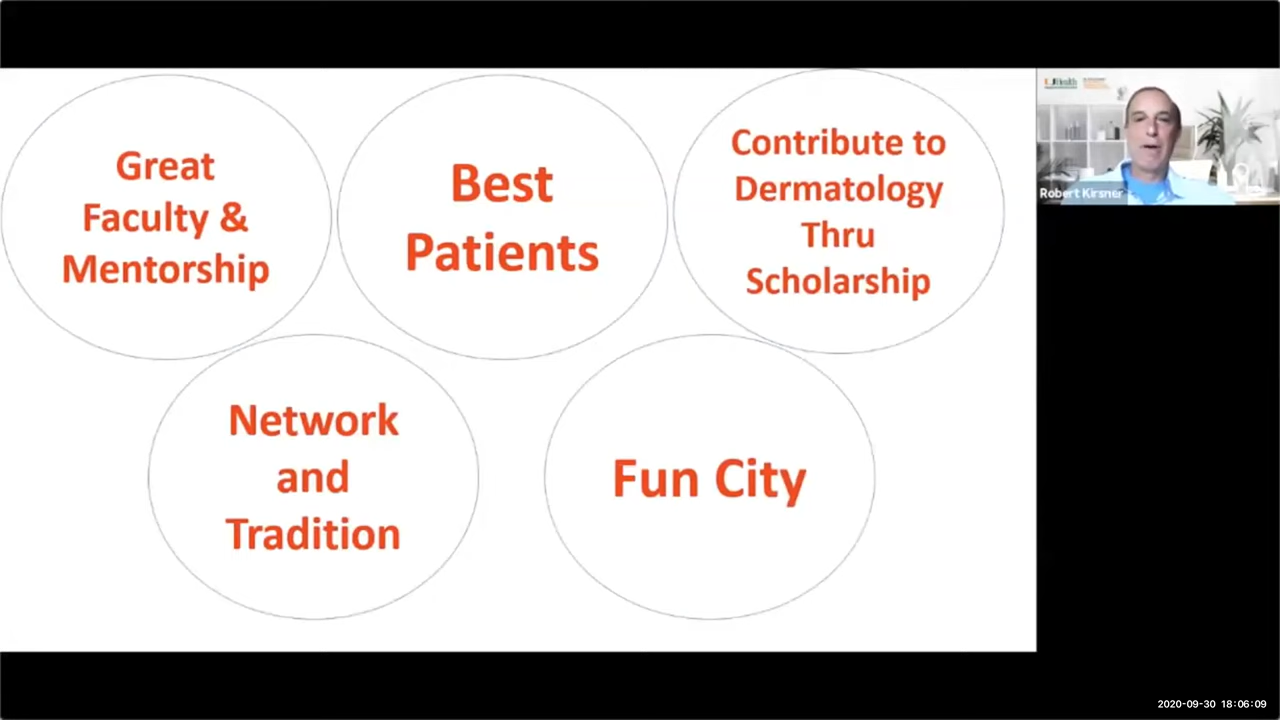 Great
Faculty &
Mentorship
Best
Patients
Contribute to
Dermatology
Thru
Scholarship
Network
and
Tradition
Fun City
Robert Kirsner
2020-09-30 18:06:09